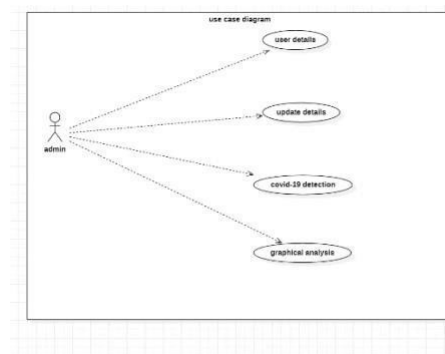 use case diagram
user details
update details
admin
covid-19 detection
graphical analysis